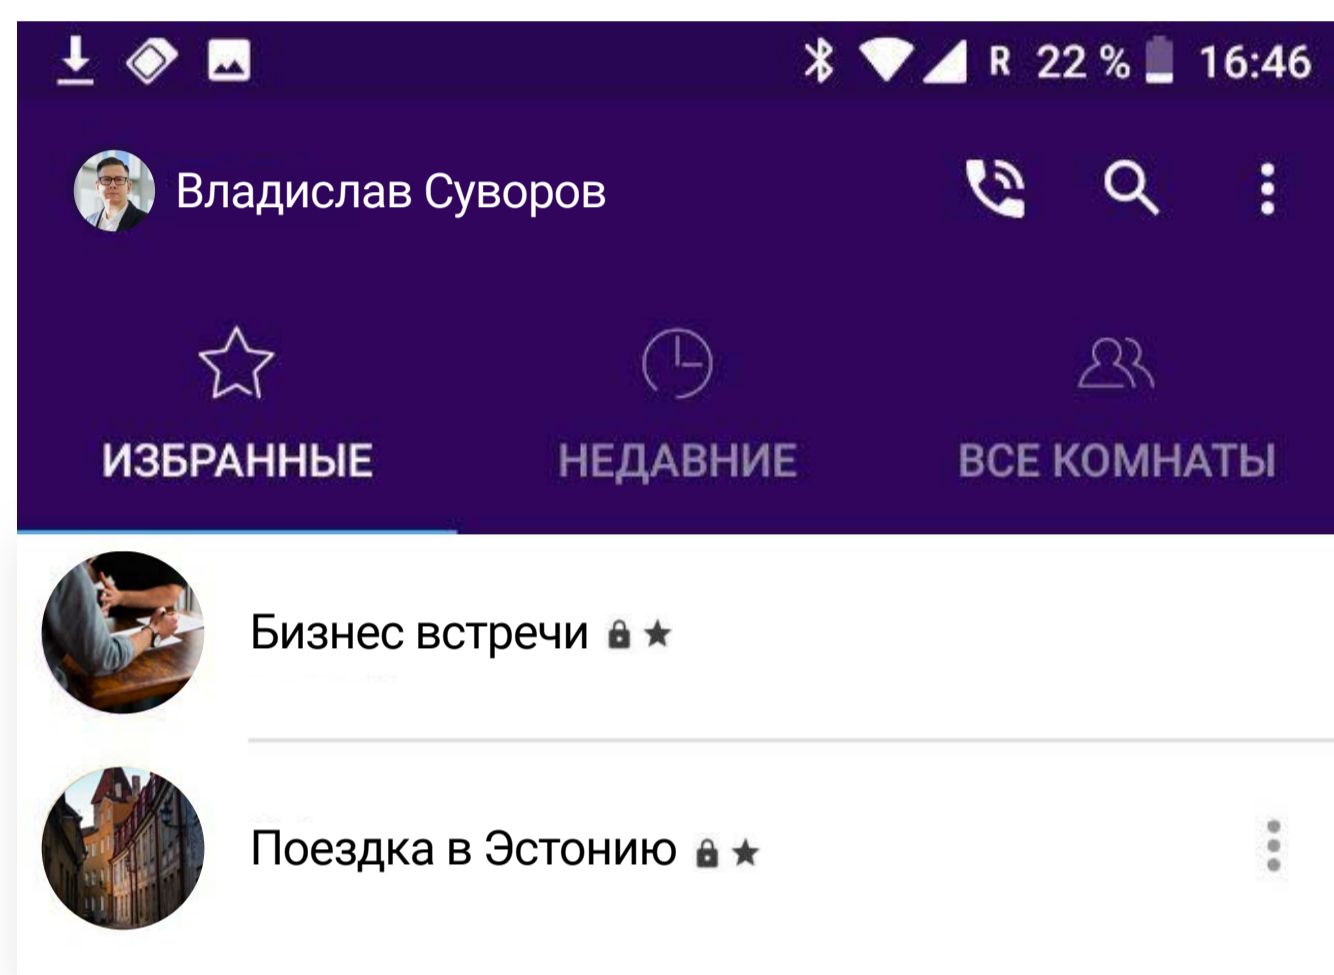 R 22 % 16:46
Владислав Суворов
ИЗБРАННЫЕ НЕДАВНИЕ ВСЕ КОМНАТЫ
Бизнес встречи
Поездка в Эстонию